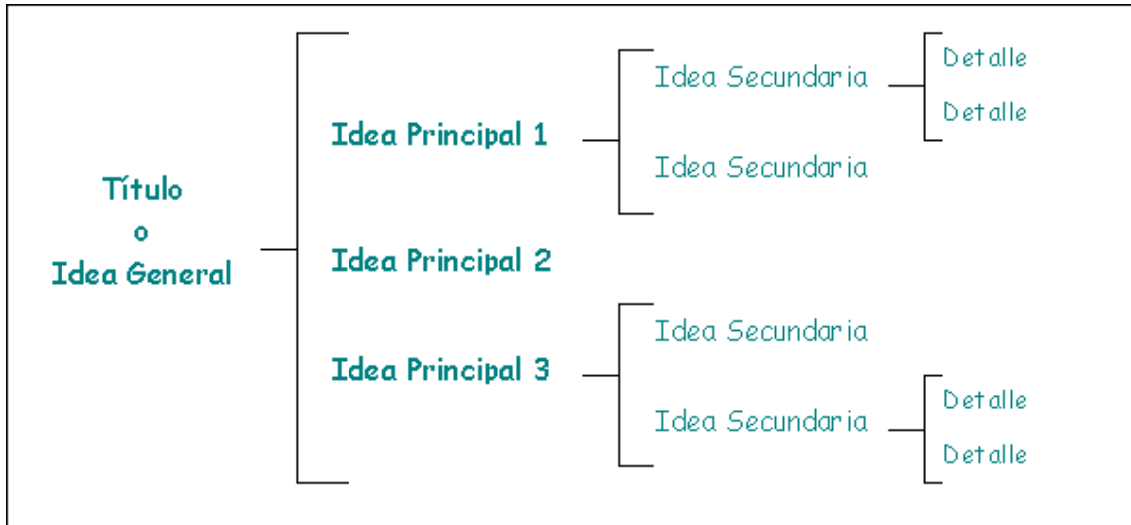 Título
o
Idea General
Idea Principal 1
Idea Secundaria
Detalle
Detalle
Idea Secundaria
Idea Principal 2
Idea Principal 3
Idea Secundaria
Idea Secundaria
Detalle
Detalle